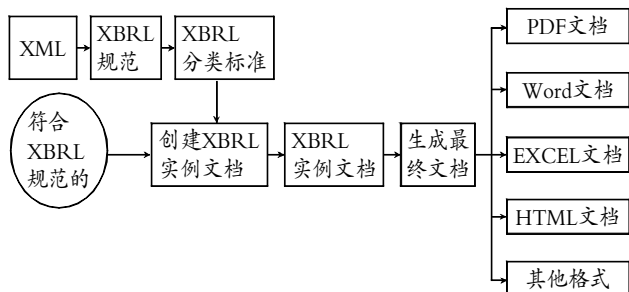 XML
XBRL
规范
XBRL
分类标准
符合
XBRL
规范的
创建XBRL
实例文档
XBRL
实例文档
生成最
终文档
PDF文档
Word文档
EXCEL文档
HTML文档
其他格式